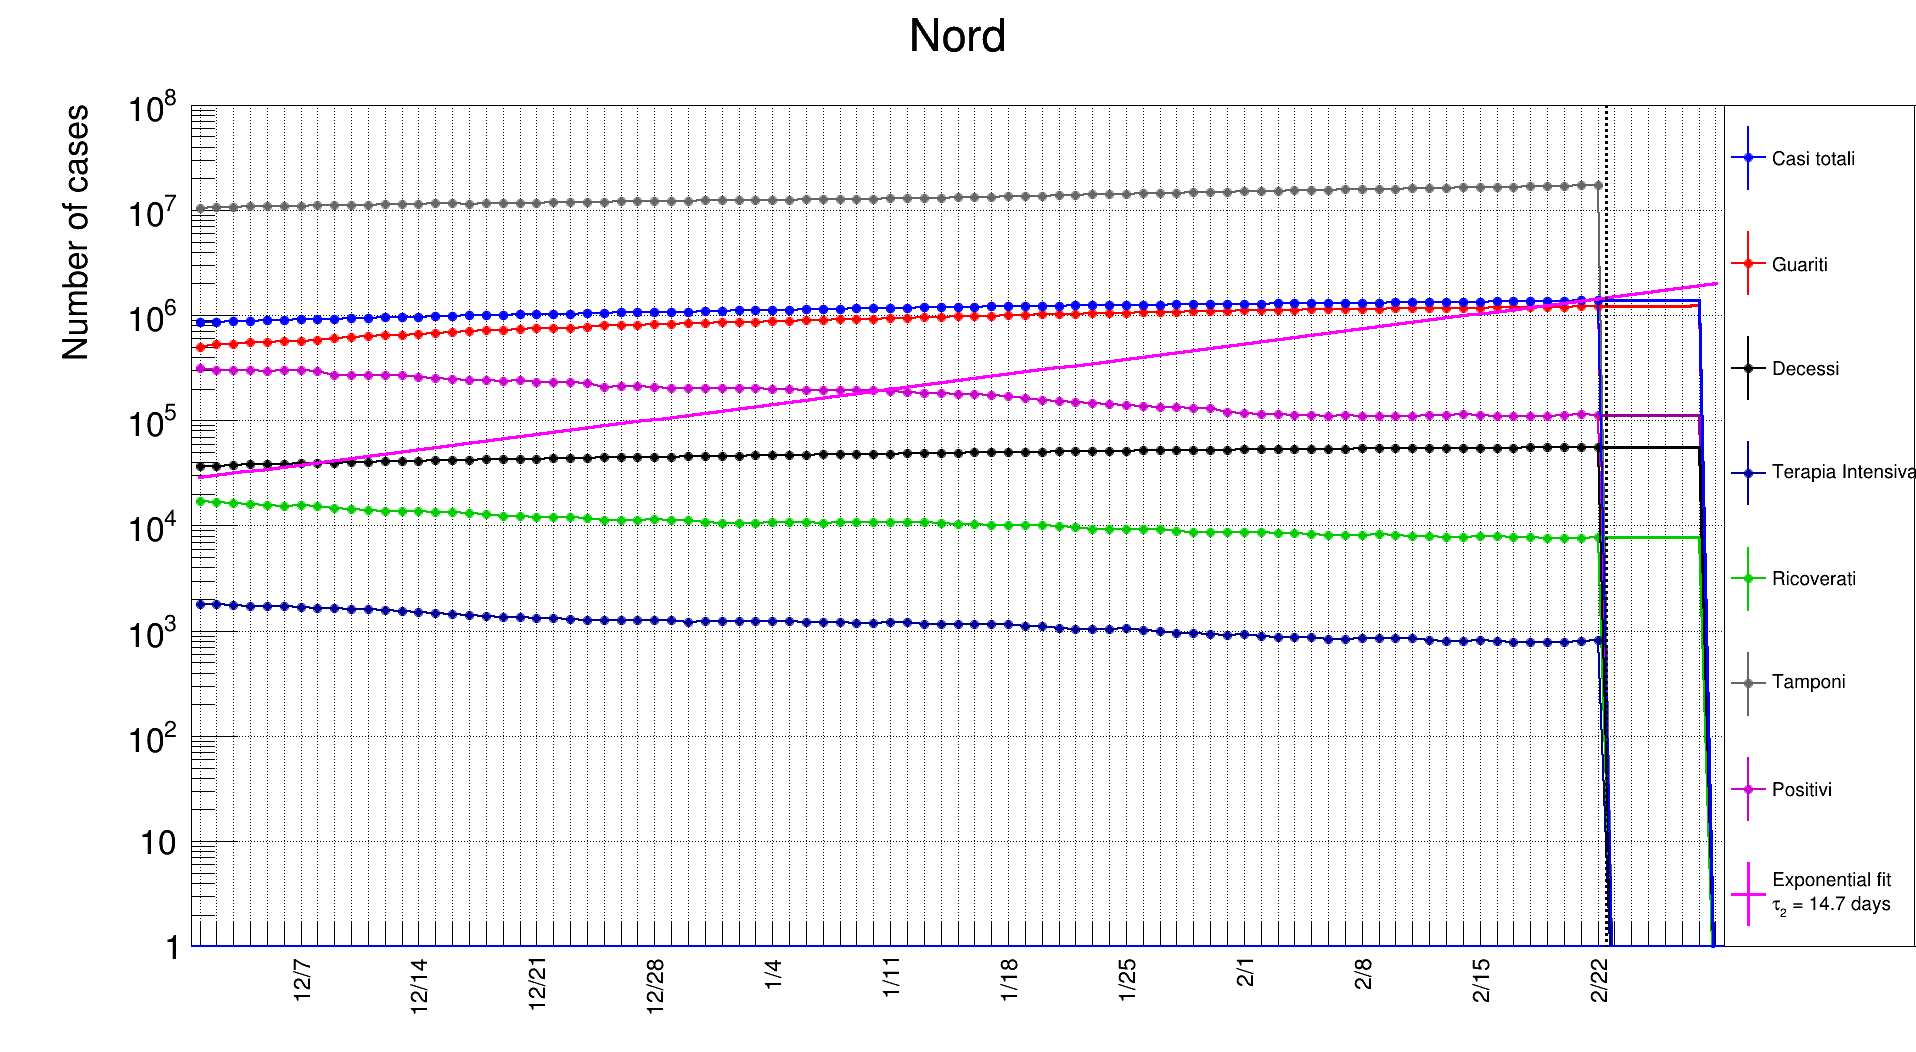 Nord
Number of cases
10^8
10^7
10^6
10^5
10^4
10^3
10^2
10
1
12/7
12/14
12/21
12/28
1/4
1/11
1/18
1/25
2/1
2/8
2/15
2/22
Casi totali
Guariti
Decessi
Terapia Intensiva
Ricoverati
Tamponi
Positivi
Exponential fit
τ₂ = 14.7 days